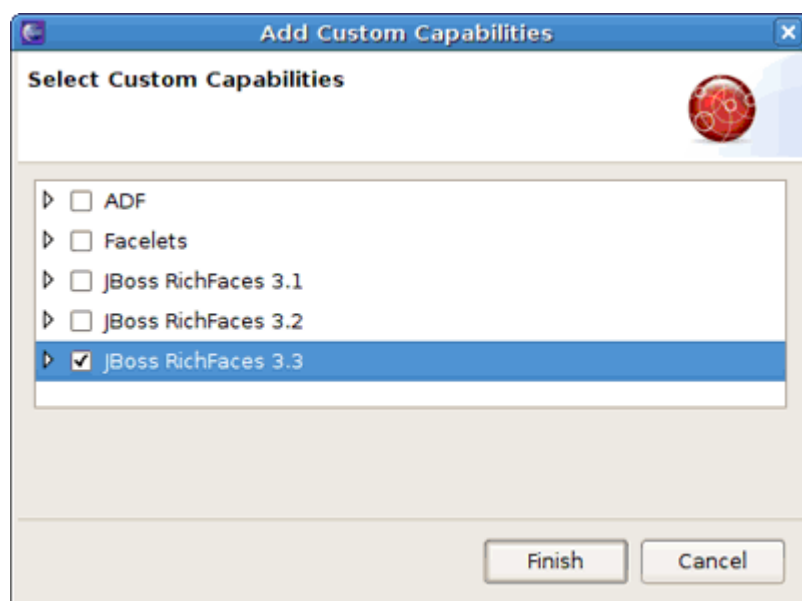 Add Custom Capabilities
Select Custom Capabilities
ADF
Facelets
JBoss RichFaces 3.1
JBoss RichFaces 3.2
JBoss RichFaces 3.3
Finish Cancel